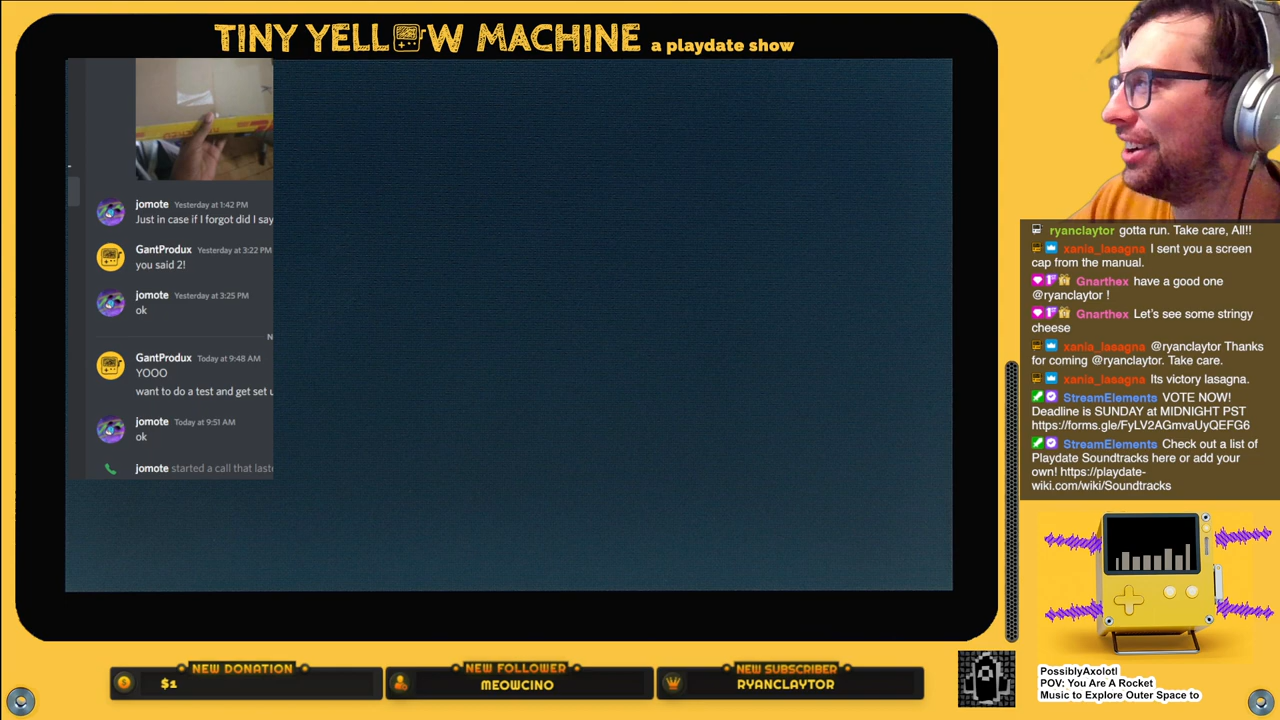 TINY YELLOW MACHINE a playdate show
jomote Yesterday at 1:42 PM
Just in case if I forgot did I say
GantProdux Yesterday at 3:22 PM
you said 2!
jomote Yesterday at 3:25 PM
ok
N
GantProdux Today at 9:48 AM
YOOO
want to do a test and get set u
jomote Today at 9:51 AM
ok
jomote started a call that laste
ryanclaytor gotta run. Take care, All!!
xania_lasagna I sent you a screen
cap from the manual.
Gnarthex have a good one
@ryanclaytor !
Gnarthex Let's see some stringy
cheese
xania_lasagna @ryanclaytor Thanks
for coming @ryanclaytor. Take care.
xania_lasagna Its victory lasagna.
StreamElements VOTE NOW!
Deadline is SUNDAY at MIDNIGHT PST
https://forms.gle/FyLV2AGmvaUyQEFG6
StreamElements Check out a list of
Playdate Soundtracks here or add your
own! https://playdate-
wiki.com/wiki/Soundtracks
NEW DONATION
$1
NEW FOLLOWER
MEOWCINO
NEW SUBSCRIBER
RYANCLAYTOR
PossiblyAxolotl
POV: You Are A Rocket
Music to Explore Outer Space to